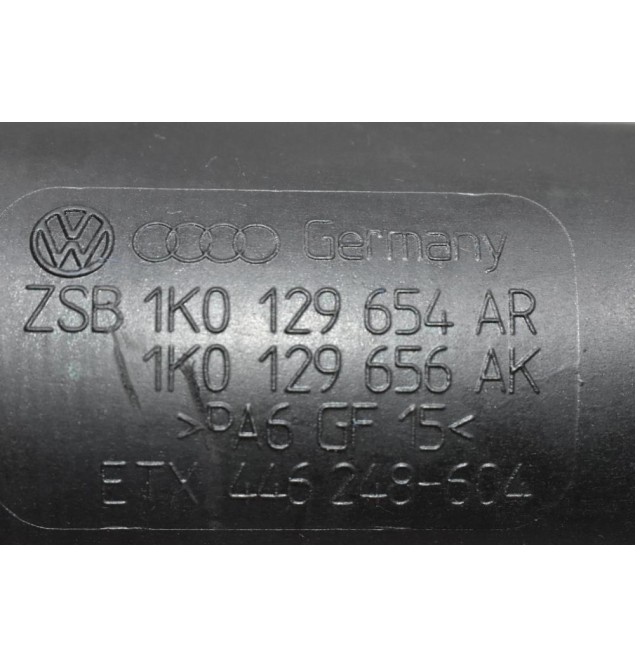 Germany
ZSB 1K0 129 654 AR
1K0 129 656 AK
>PA6 GF 15<
ETX 446 248-604